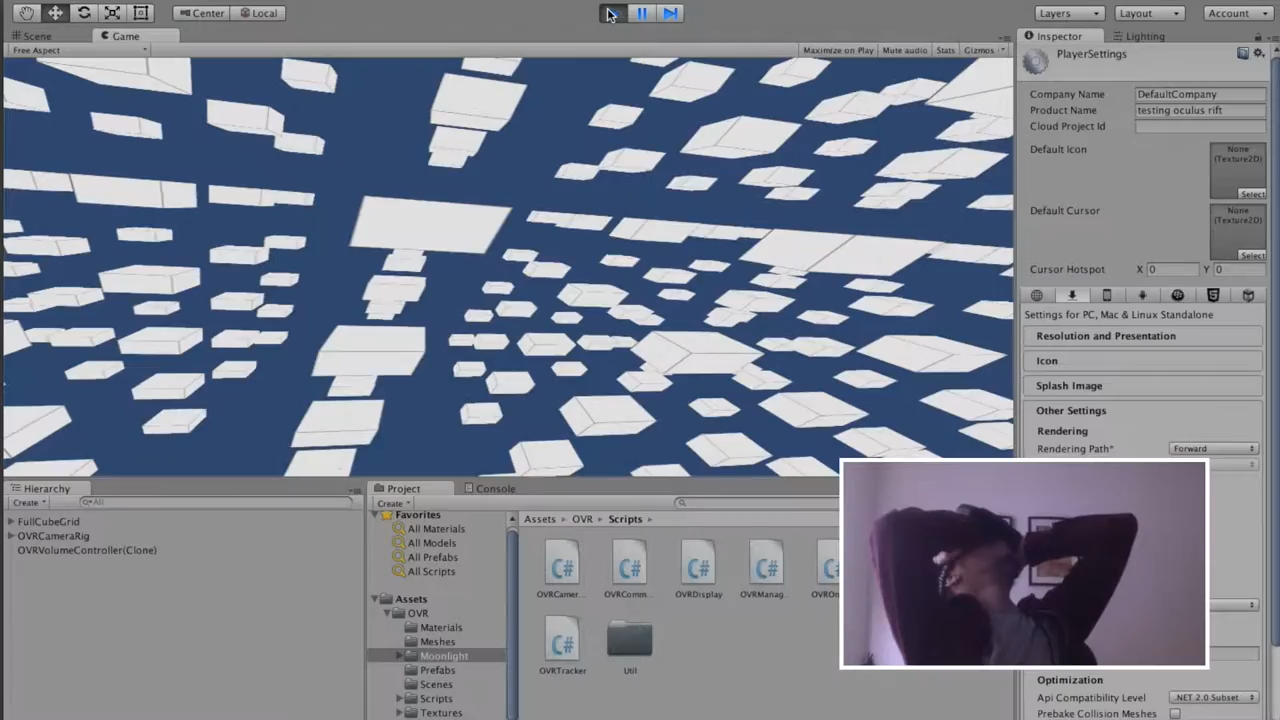 Center
Local
Layers
Layout
Account
Scene
Game
Inspector
Lighting
Free Aspect
Maximize on Play
Mute audio
Stats
Gizmos
PlayerSettings
Company Name
DefaultCompany
Product Name
testing oculus rift
Cloud Project Id
Default Icon
None
(Texture2D)
Select
Default Cursor
None
(Texture2D)
Select
Cursor Hotspot
X 0
Y 0
Settings for PC, Mac & Linux Standalone
Resolution and Presentation
Icon
Splash Image
Other Settings
Rendering
Rendering Path*
Forward
Optimization
Api Compatibility Level
.NET 2.0 Subset
Prebake Collision Meshes
Hierarchy
Create
All
FullCubeGrid
OVRCameraRig
OVRVolumeController(Clone)
Project
Console
Create
Favorites
All Materials
All Models
All Prefabs
All Scripts
Assets
OVR
Materials
Meshes
Moonlight
Prefabs
Scenes
Scripts
Textures
Assets
OVR
Scripts
C#
C#
C#
C#
OVRCamer...
OVRComm...
OVRDisplay
OVRManag...
C#
OVRTracker
Util